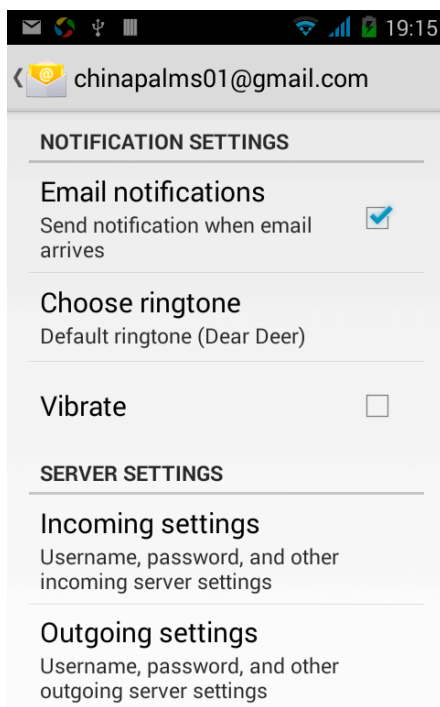 19:15
chinapalms01@gmail.com
NOTIFICATION SETTINGS
Email notifications
Send notification when email
arrives
Choose ringtone
Default ringtone (Dear Deer)
Vibrate
SERVER SETTINGS
Incoming settings
Username, password, and other
incoming server settings
Outgoing settings
Username, password, and other
outgoing server settings